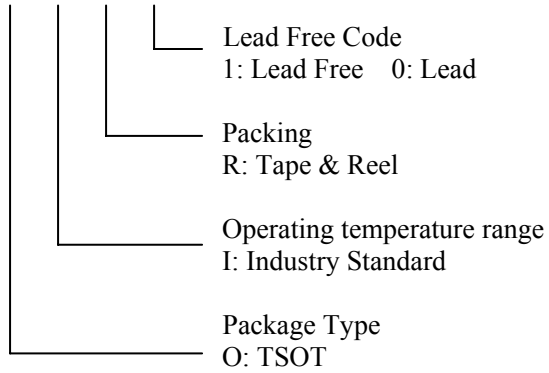 Lead Free Code
1: Lead Free 0: Lead
Packing
R: Tape & Reel
Operating temperature range
I: Industry Standard
Package Type
O: TSOT